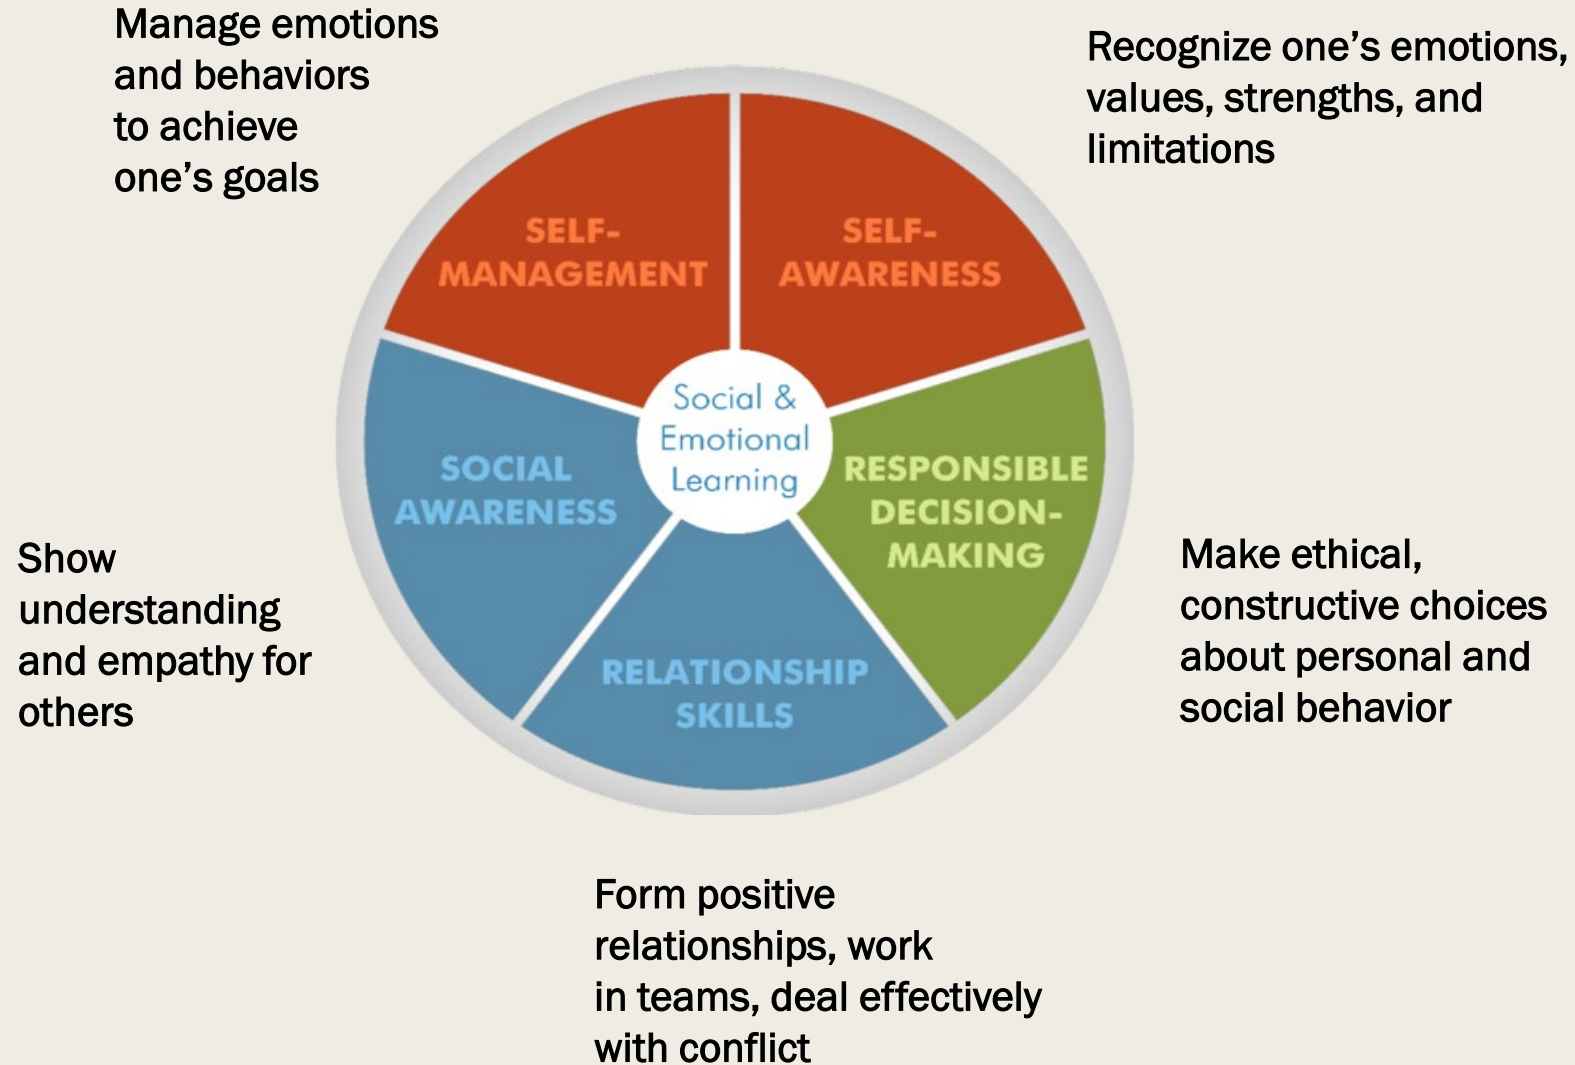 Manage emotions
and behaviors
to achieve
one’s goals
Recognize one’s emotions,
values, strengths, and
limitations
SELF-
MANAGEMENT
SELF-
AWARENESS
Social &
Emotional
Learning
SOCIAL
AWARENESS
RESPONSIBLE
DECISION-
MAKING
RELATIONSHIP
SKILLS
Show
understanding
and empathy for
others
Make ethical,
constructive choices
about personal and
social behavior
Form positive
relationships, work
in teams, deal effectively
with conflict